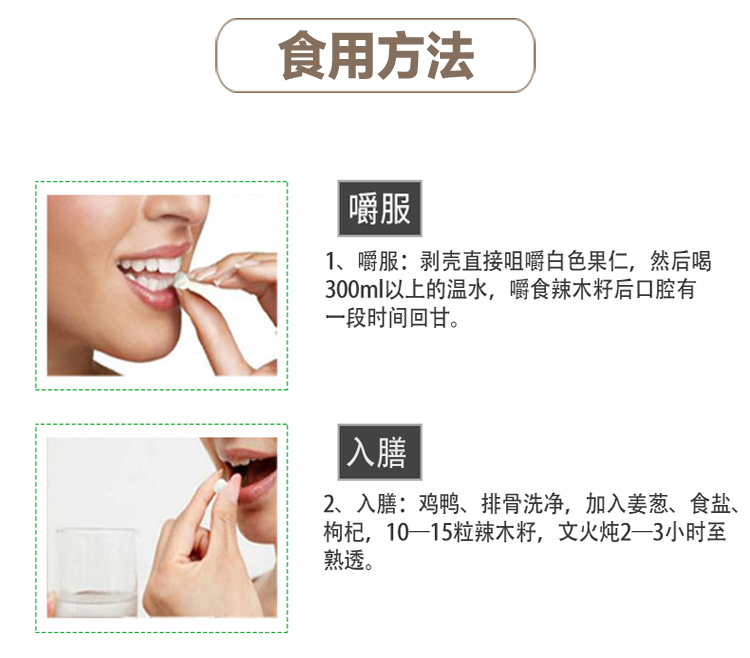 食用方法
嚼服
1、嚼服：剥壳直接咀嚼白色果仁，然后喝
300ml以上的温水，嚼食辣木籽后口腔有
一段时间回甘。
入膳
2、入膳：鸡鸭、排骨洗净，加入姜葱、食盐、
枸杞，10—15粒辣木籽，文火炖2—3小时至
熟透。